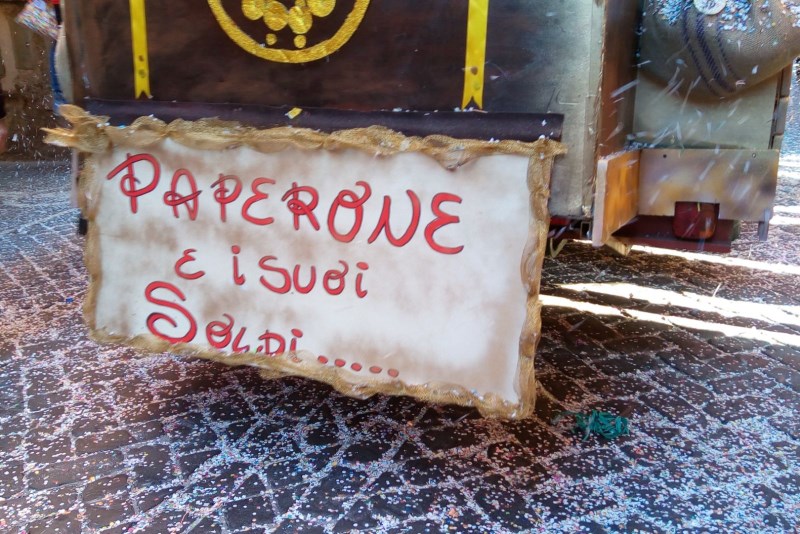 PAPERONE
E i SUOi
SOLDi......